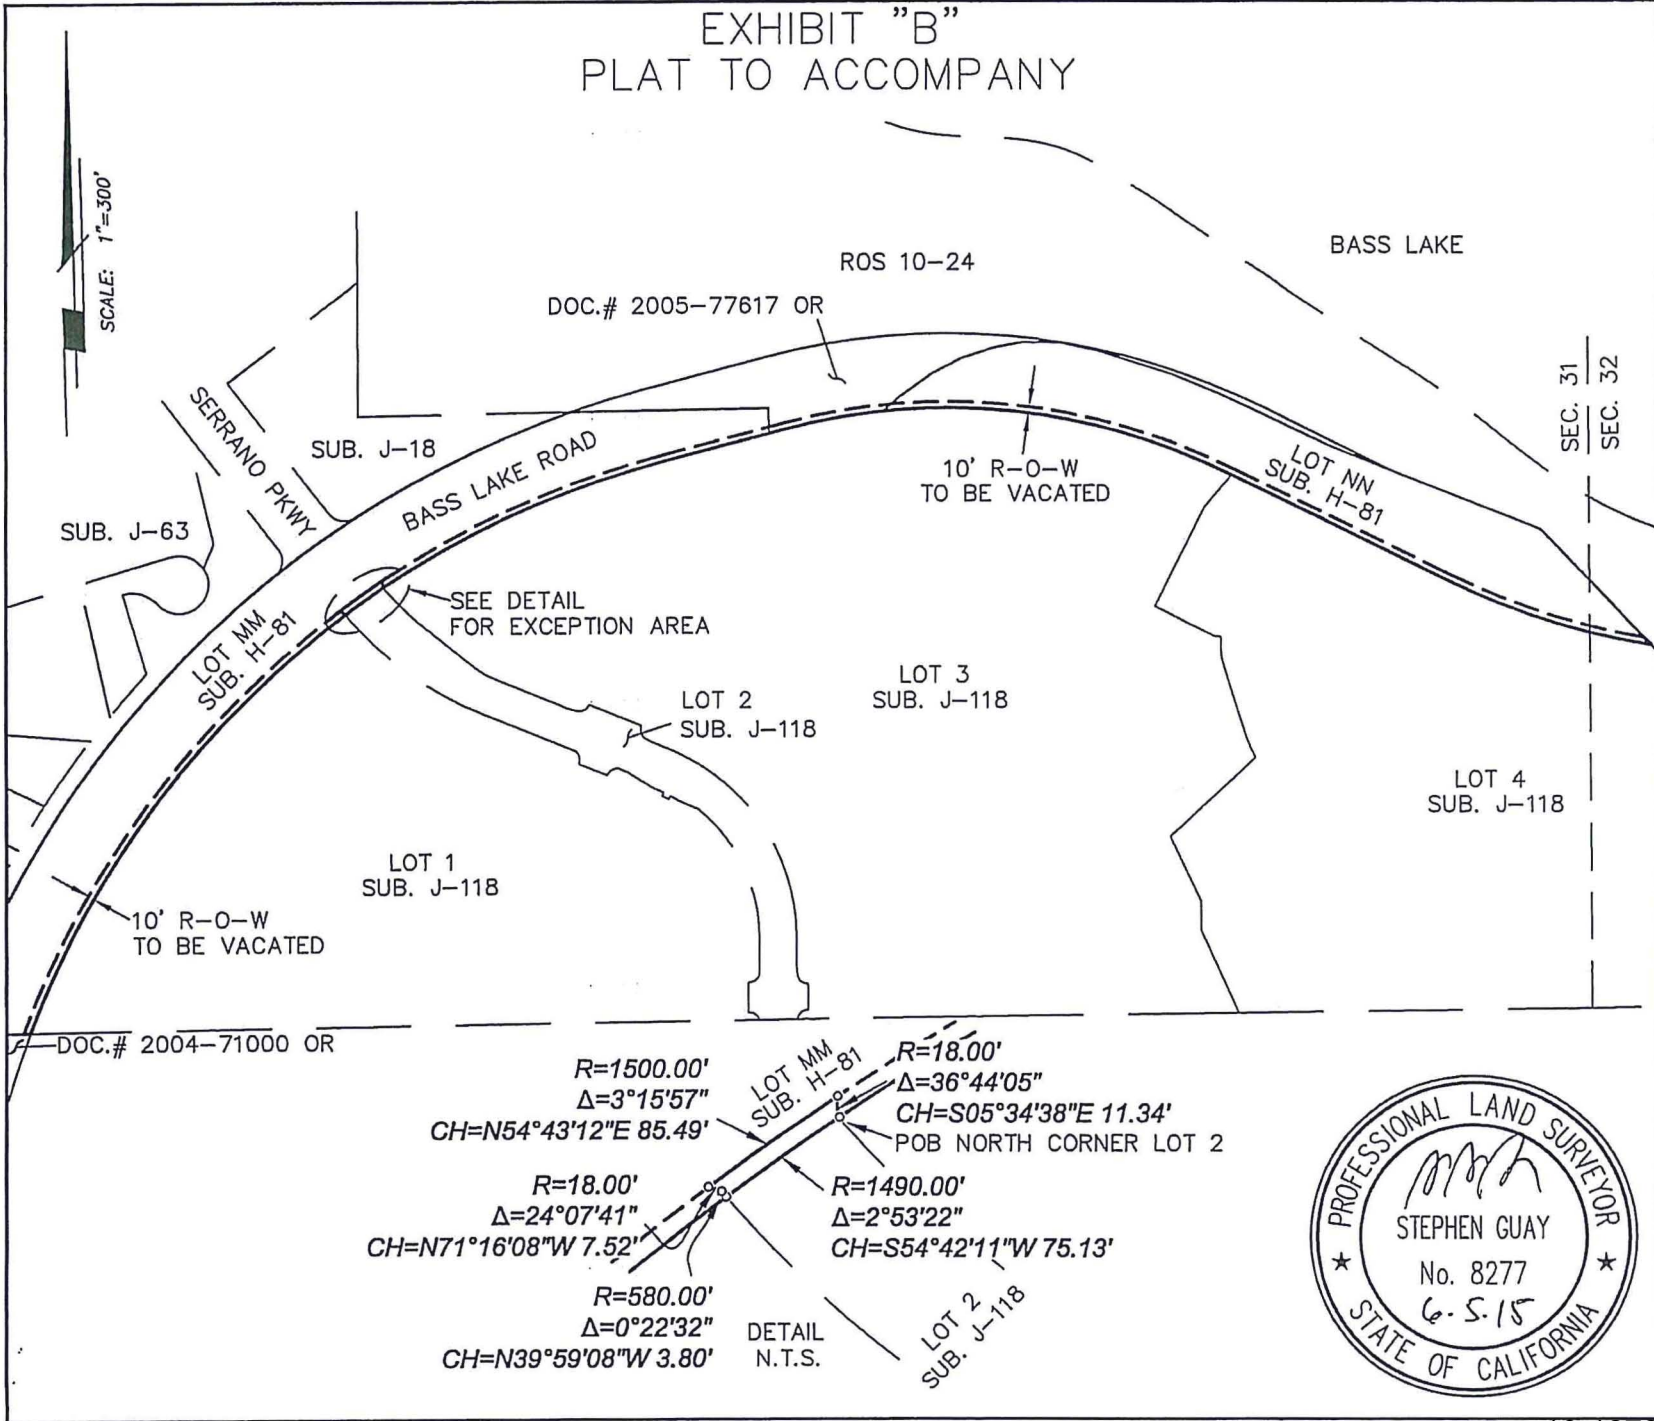 EXHIBIT "B"
PLAT TO ACCOMPANY
SCALE: 1"=300'
BASS LAKE
ROS 10-24
DOC.# 2005-77617 OR
SEC. 31
SEC. 32
SERRANO PKWY
SUB. J-18
BASS LAKE ROAD
10' R-O-W
TO BE VACATED
LOT NN
SUB. H-81
SUB. J-63
SEE DETAIL
FOR EXCEPTION AREA
LOT MM
SUB. H-81
LOT 3
SUB. J-118
LOT 2
SUB. J-118
LOT 4
SUB. J-118
LOT 1
SUB. J-118
10' R-O-W
TO BE VACATED
DOC.# 2004-71000 OR
R=1500.00'
Δ=3°15'57"
CH=N54°43'12"E 85.49'
LOT MM
SUB. H-81
R=18.00'
Δ=36°44'05"
CH=S05°34'38"E 11.34'
POB NORTH CORNER LOT 2
R=18.00'
Δ=24°07'41"
CH=N71°16'08"W 7.52'
R=1490.00'
Δ=2°53'22"
CH=S54°42'11"W 75.13'
R=580.00'
Δ=0°22'32"
CH=N39°59'08"W 3.80'
DETAIL
N.T.S.
LOT 2
SUB. J-118
PROFESSIONAL LAND SURVEYOR
STEPHEN GUAY
No. 8277
6.5.15
STATE OF CALIFORNIA